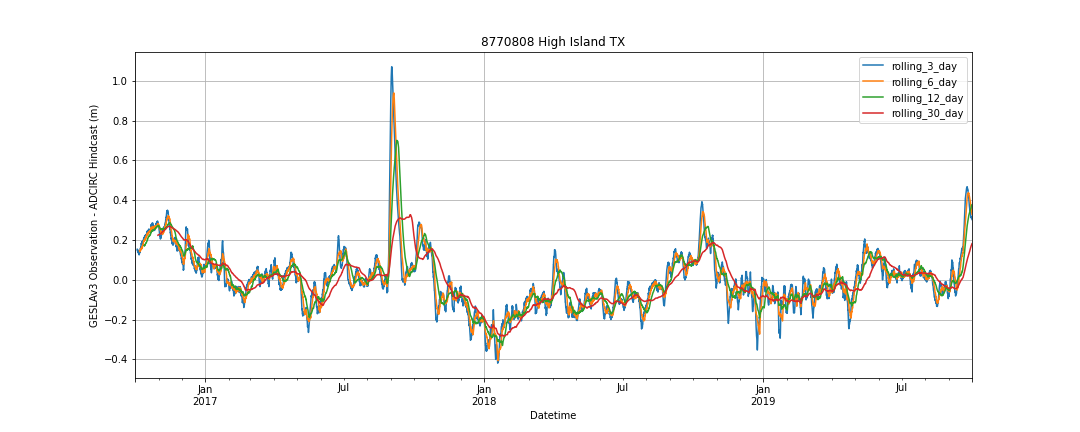 8770808 High Island TX
GESLAv3 Observation - ADCIRC Hindcast (m)
1.0
0.8
0.6
0.4
0.2
0.0
−0.2
−0.4
rolling_3_day
rolling_6_day
rolling_12_day
rolling_30_day
Jan
2017
Jul
Jan
2018
Jul
Jan
2019
Jul
Datetime